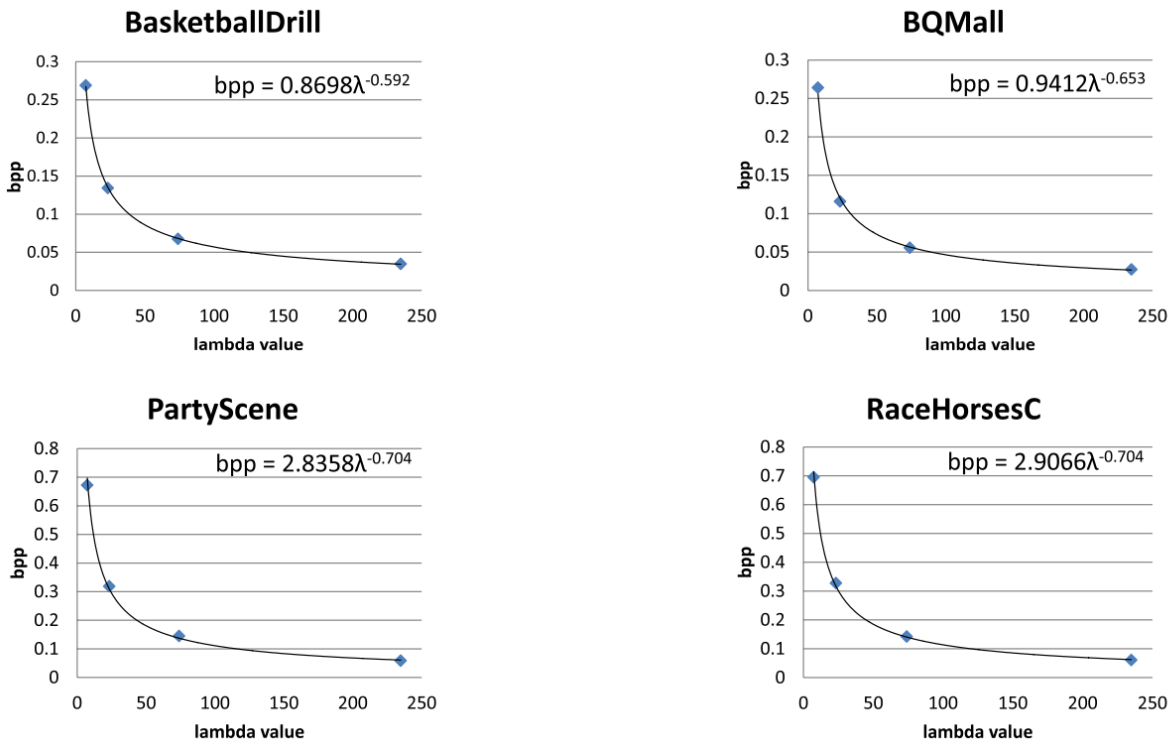 BasketballDrill
bpp = 0.8698λ^-0.592
0.3
0.25
0.2
0.15
0.1
0.05
0
bpp
0 50 100 150 200 250
lambda value
BQMall
bpp = 0.9412λ^-0.653
0.3
0.25
0.2
0.15
0.1
0.05
0
bpp
0 50 100 150 200 250
lambda value
PartyScene
bpp = 2.8358λ^-0.704
0.8
0.7
0.6
0.5
0.4
0.3
0.2
0.1
0
bpp
0 50 100 150 200 250
lambda value
RaceHorsesC
bpp = 2.9066λ^-0.704
0.8
0.7
0.6
0.5
0.4
0.3
0.2
0.1
0
bpp
0 50 100 150 200 250
lambda value